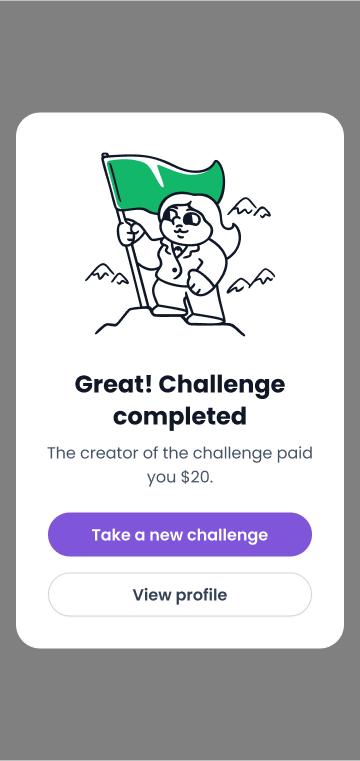 Great! Challenge
completed
The creator of the challenge paid
you $20.
Take a new challenge
View profile